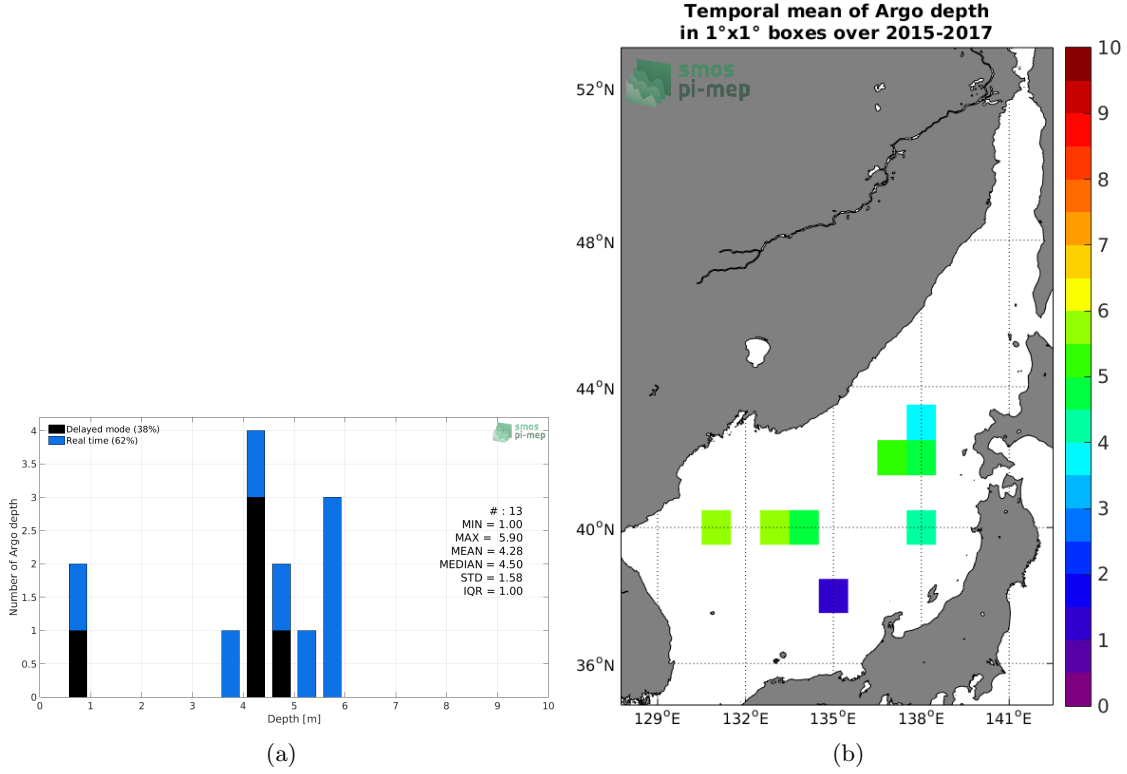 Delayed mode (38%)
Real time (62%)
smos
pi-mep
# : 13
MIN = 1.00
MAX = 5.90
MEAN = 4.28
MEDIAN = 4.50
STD = 1.58
IQR = 1.00
Number of Argo depth
4
3.5
3
2.5
2
1.5
1
0.5
0
0 1 2 3 4 5 6 7 8 9 10
Depth [m]
(a)
Temporal mean of Argo depth
in 1°x1° boxes over 2015-2017
smos
pi-mep
52°N
48°N
44°N
40°N
36°N
129°E 132°E 135°E 138°E 141°E
10
9
8
7
6
5
4
3
2
1
0
(b)